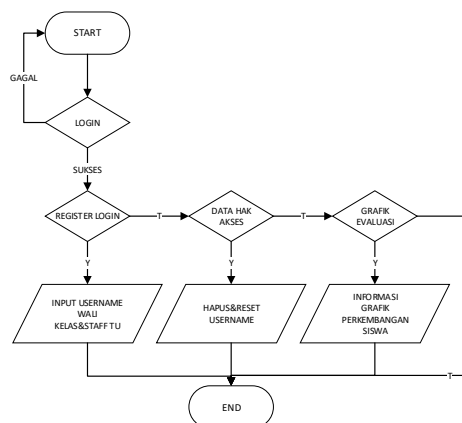 START
GAGAL
LOGIN
SUKSES
REGISTER LOGIN
T
DATA HAK
AKSES
T
GRAFIK
EVALUASI
Y
Y
Y
INPUT USERNAME
WALI
KELAS&STAFF TU
HAPUS&RESET
USERNAME
INFORMASI
GRAFIK
PERKEMBANGAN
SISWA
T
END